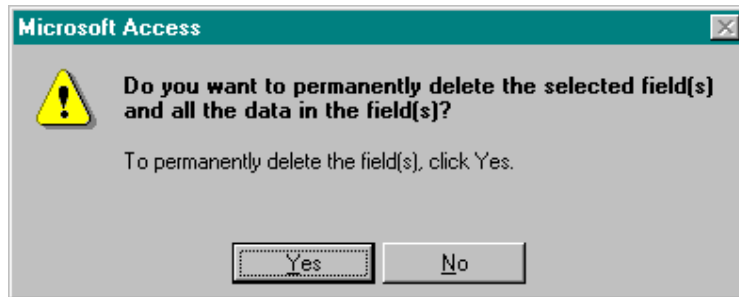 Microsoft Access
Do you want to permanently delete the selected field(s)
and all the data in the field(s)?
To permanently delete the field(s), click Yes.
Yes
No